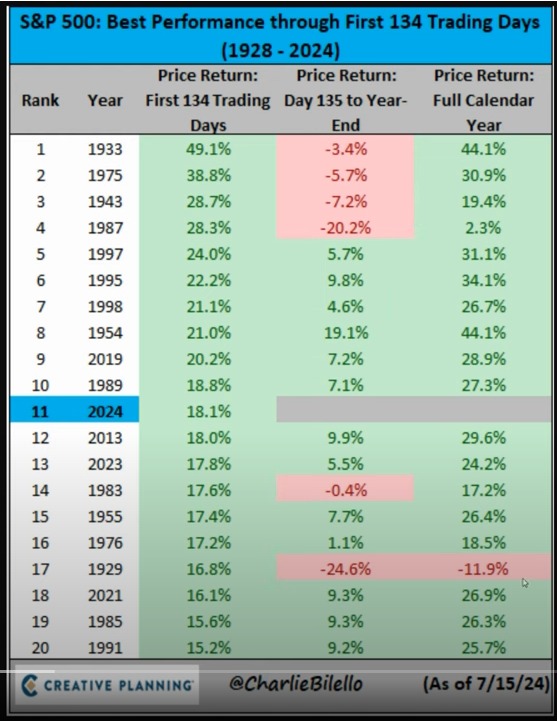 S&P 500: Best Performance through First 134 Trading Days
(1928 - 2024)
Rank Year Price Return: First 134 Trading Days Price Return: Day 135 to Year-End Price Return: Full Calendar Year
1 1933 49.1% -3.4% 44.1%
2 1975 38.8% -5.7% 30.9%
3 1943 28.7% -7.2% 19.4%
4 1987 28.3% -20.2% 2.3%
5 1997 24.0% 5.7% 31.1%
6 1995 22.2% 9.8% 34.1%
7 1998 21.1% 4.6% 26.7%
8 1954 21.0% 19.1% 44.1%
9 2019 20.2% 7.2% 28.9%
10 1989 18.8% 7.1% 27.3%
11 2024 18.1%
12 2013 18.0% 9.9% 29.6%
13 2023 17.8% 5.5% 24.2%
14 1983 17.6% -0.4% 17.2%
15 1955 17.4% 7.7% 26.4%
16 1976 17.2% 1.1% 18.5%
17 1929 16.8% -24.6% -11.9%
18 2021 16.1% 9.3% 26.9%
19 1985 15.6% 9.3% 26.3%
20 1991 15.2% 9.2% 25.7%
CREATIVE PLANNING @CharlieBilello (As of 7/15/24)